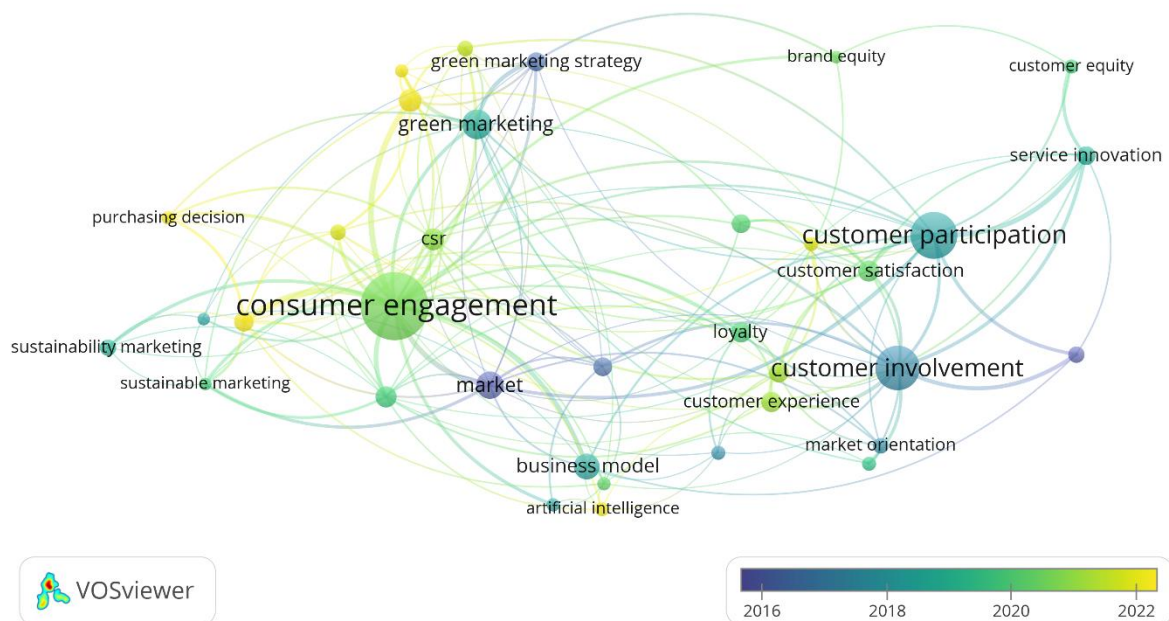 green marketing strategy
brand equity
customer equity
green marketing
service innovation
purchasing decision
csr
customer participation
customer satisfaction
consumer engagement
loyalty
sustainability marketing
customer involvement
sustainable marketing
market
customer experience
market orientation
business model
artificial intelligence
VOSviewer
2016
2018
2020
2022